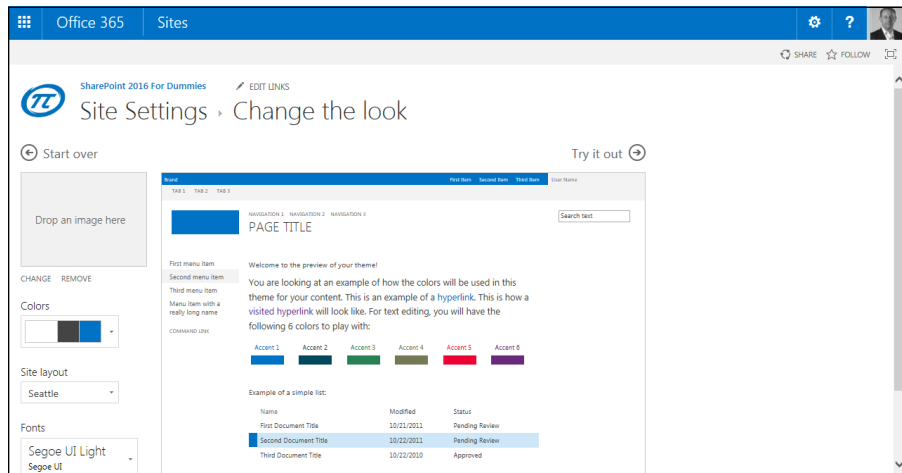 Office 365 Sites ?
SHARE FOLLOW
SharePoint 2016 For Dummies EDIT LINKS
Site Settings › Change the look
Start over Try it out
Drop an image here
CHANGE REMOVE
Colors
Site layout
Seattle
Fonts
Segoe UI Light
Segoe UI
Brand First Item Second Item Third Item User Name
TAB 1 TAB 2 TAB 3
NAVIGATION 1 NAVIGATION 2 NAVIGATION 3
PAGE TITLE
Search text
First menu item
Second menu item
Third menu item
Menu item with a
really long name
COMMAND LINK
Welcome to the preview of your theme!
You are looking at an example of how the colors will be used in
theme for your content. This is an example of a hyperlink. This is how a
visited hyperlink will look like. For text editing, you will have the
following 6 colors to play with:
Accent 1 Accent 2 Accent 3 Accent 4 Accent 5 Accent 6
Example of a simple list:
Name Modified Status
First Document Title 10/21/2011 Pending Review
Second Document Title 10/22/2011 Pending Review
Third Document Title 10/22/2010 Approved